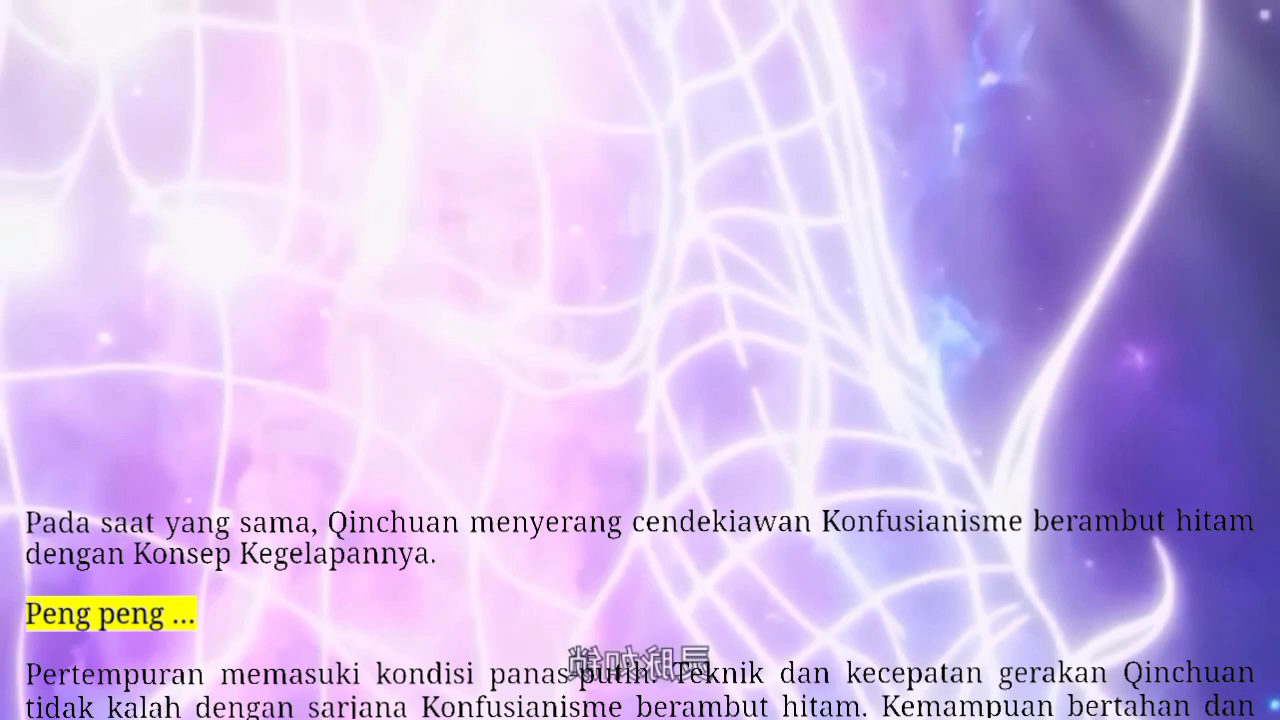 Pada saat yang sama, Qinchuan menyerang cendekiawan Konfusianisme berambut hitam
dengan Konsep Kegelapannya.
Peng peng ...
Pertempuran memasuki kondisi panas-putih. Teknik dan kecepatan gerakan Qinchuan
tidak kalah dengan sarjana Konfusianisme berambut hitam. Kemampuan bertahan dan